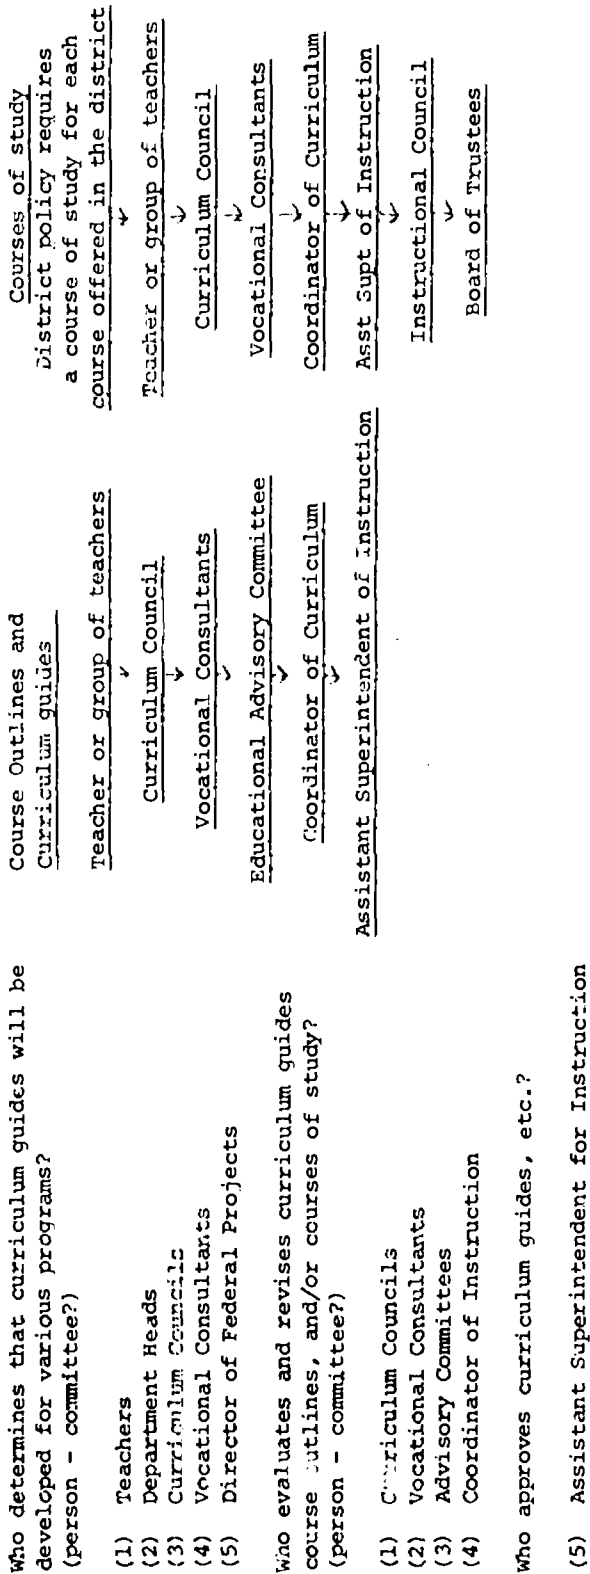 Who determines that curriculum guides will be
developed for various programs?
(person - committee?)
(1) Teachers
(2) Department Heads
(3) Curriculum Councils
(4) Vocational Consultants
(5) Director of Federal Projects
Who evaluates and revises curriculum guides
course outlines, and/or courses of study?
(person - committee?)
(1) Curriculum Councils
(2) Vocational Consultants
(3) Advisory Committees
(4) Coordinator of Instruction
Who approves curriculum guides, etc.?
(5) Assistant Superintendent for Instruction
Course Outlines and
Curriculum guides
Teacher or group of teachers
Curriculum Council
Vocational Consultants
Educational Advisory Committee
Coordinator of Curriculum
Assistant Superintendent of Instruction
Courses of study
District policy requires
a course of study for each
course offered in the district
Teacher or group of teachers
Curriculum Council
Vocational Consultants
Coordinator of Curriculum
Asst Supt of Instruction
Instructional Council
Board of Trustees